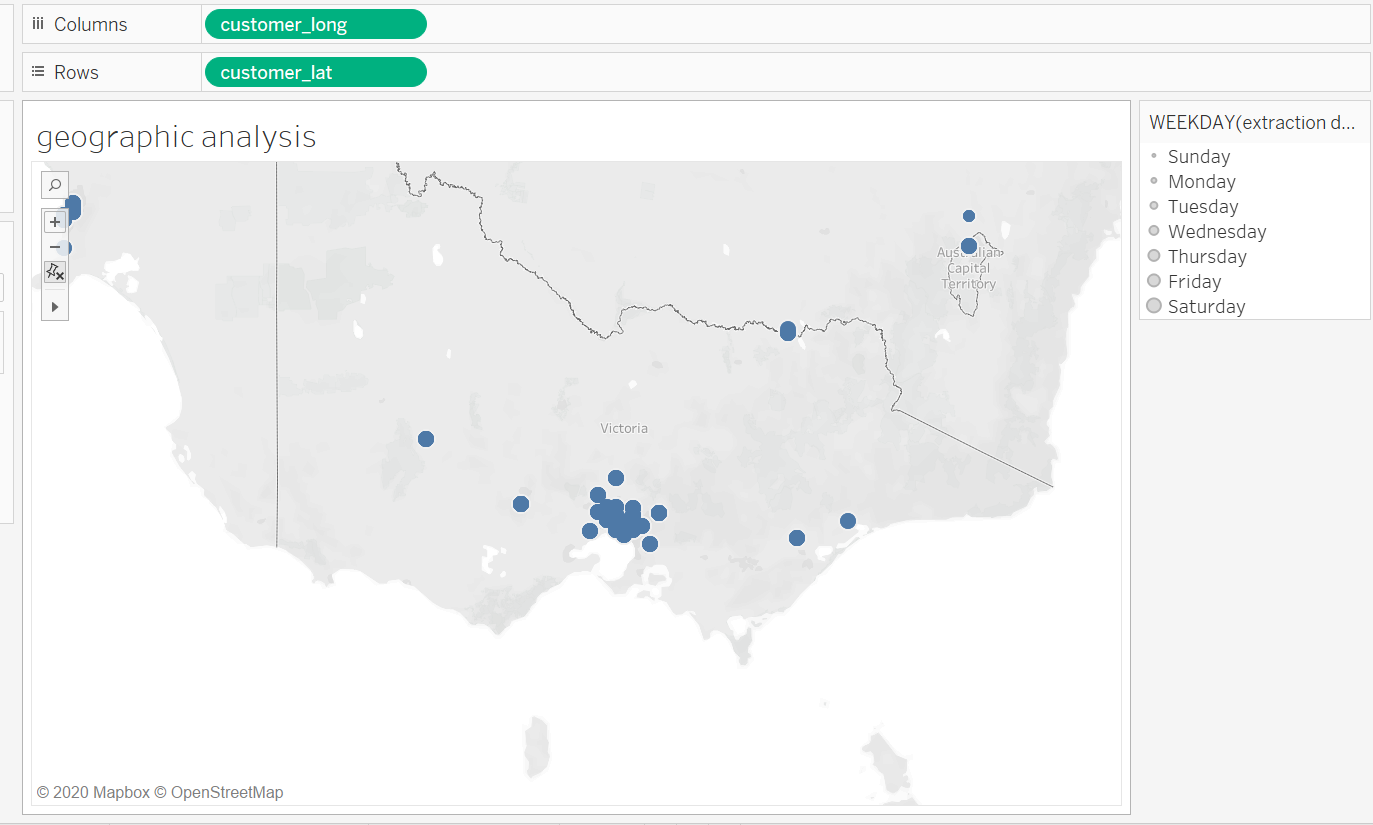 Columns
customer_long
Rows
customer_lat
geographic analysis
WEEKDAY(extraction d...
Sunday
Monday
Tuesday
Wednesday
Thursday
Friday
Saturday
Australian
Capital
Territory
Victoria
© 2020 Mapbox © OpenStreetMap